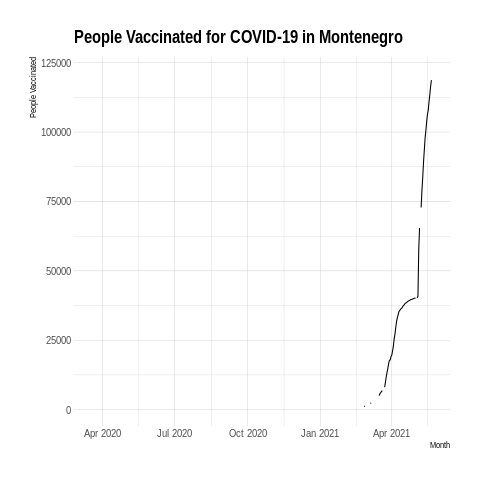 People Vaccinated for COVID-19 in Montenegro
People Vaccinated
125000
100000
75000
50000
25000
0
Apr 2020 Jul 2020 Oct 2020 Jan 2021 Apr 2021
Month